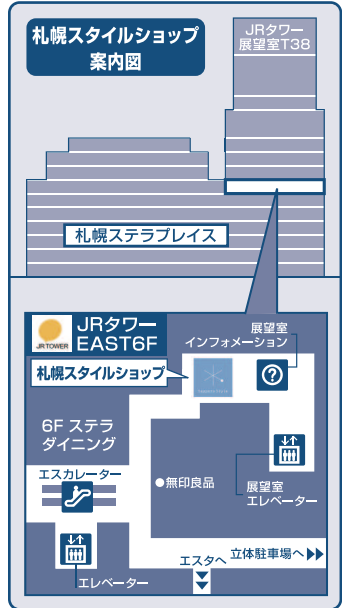 札幌スタイルショップ
案内図
JRタワー
展望室T38
札幌ステラプレイス
JR TOWER
JRタワー
EAST6F
展望室
インフォメーション
札幌スタイルショップ
?
6F ステラ
ダイニング
エスカレーター
●無印良品
展望室
エレベーター
エスタへ
立体駐車場へ
エレベーター